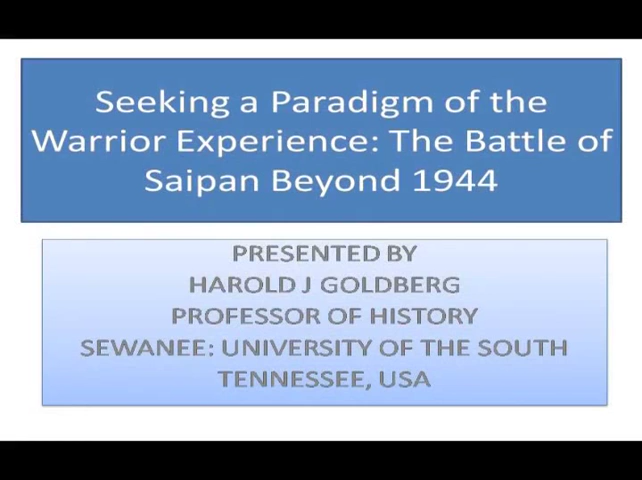 Seeking a Paradigm of the
Warrior Experience: The Battle of
Saipan Beyond 1944
PRESENTED BY
HAROLD J GOLDBERG
PROFESSOR OF HISTORY
SEWANEE: UNIVERSITY OF THE SOUTH
TENNESSEE, USA